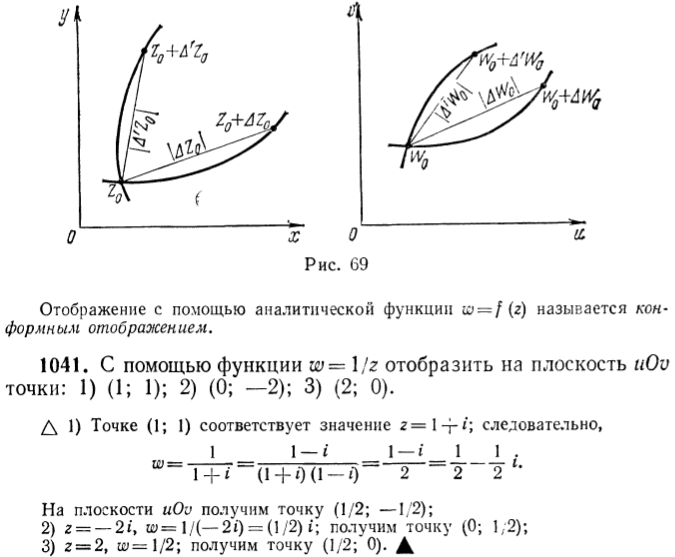 y
v
z₀+Δ'z₀
w₀+Δ'w₀
|Δ'z₀|
|Δ'w₀|
|Δw₀|
w₀+Δw₀
z₀+Δz₀
|Δz₀|
z₀
w₀
0
x
0
u
Рис. 69
Отображение с помощью аналитической функции w=f (z) называется кон-
формным отображением.
1041. С помощью функции w=1/z отобразить на плоскость uOv
точки: 1) (1; 1); 2) (0; —2); 3) (2; 0).
△ 1) Точке (1; 1) соответствует значение z=1+i; следовательно,
w = 1/(1+i) = (1−i)/((1+i)(1−i)) = (1−i)/2 = 1/2 − 1/2 i.
На плоскости uOv получим точку (1/2; —1/2);
2) z=—2i, w=1/(—2i)=(1/2) i; получим точку (0; 1/2);
3) z=2, w=1/2; получим точку (1/2; 0). ▲